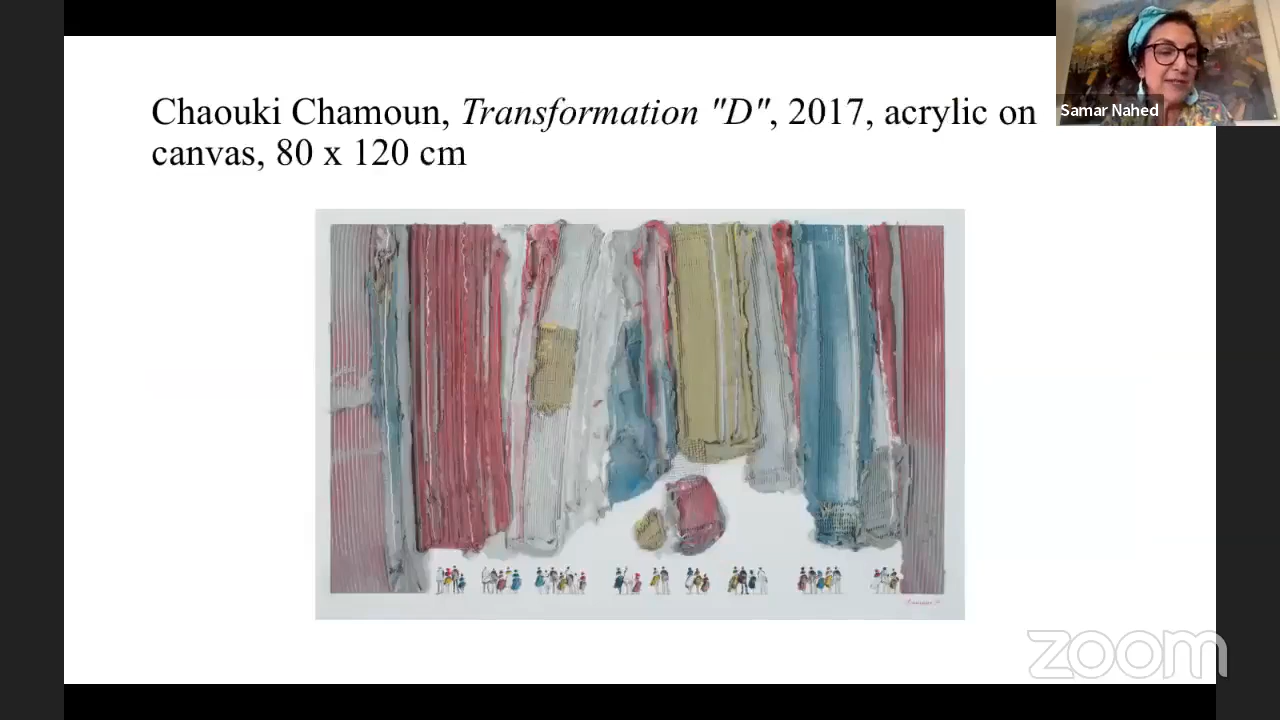 Chaouki Chamoun, Transformation "D", 2017, acrylic on
canvas, 80 x 120 cm
Samar Nahed
zoom